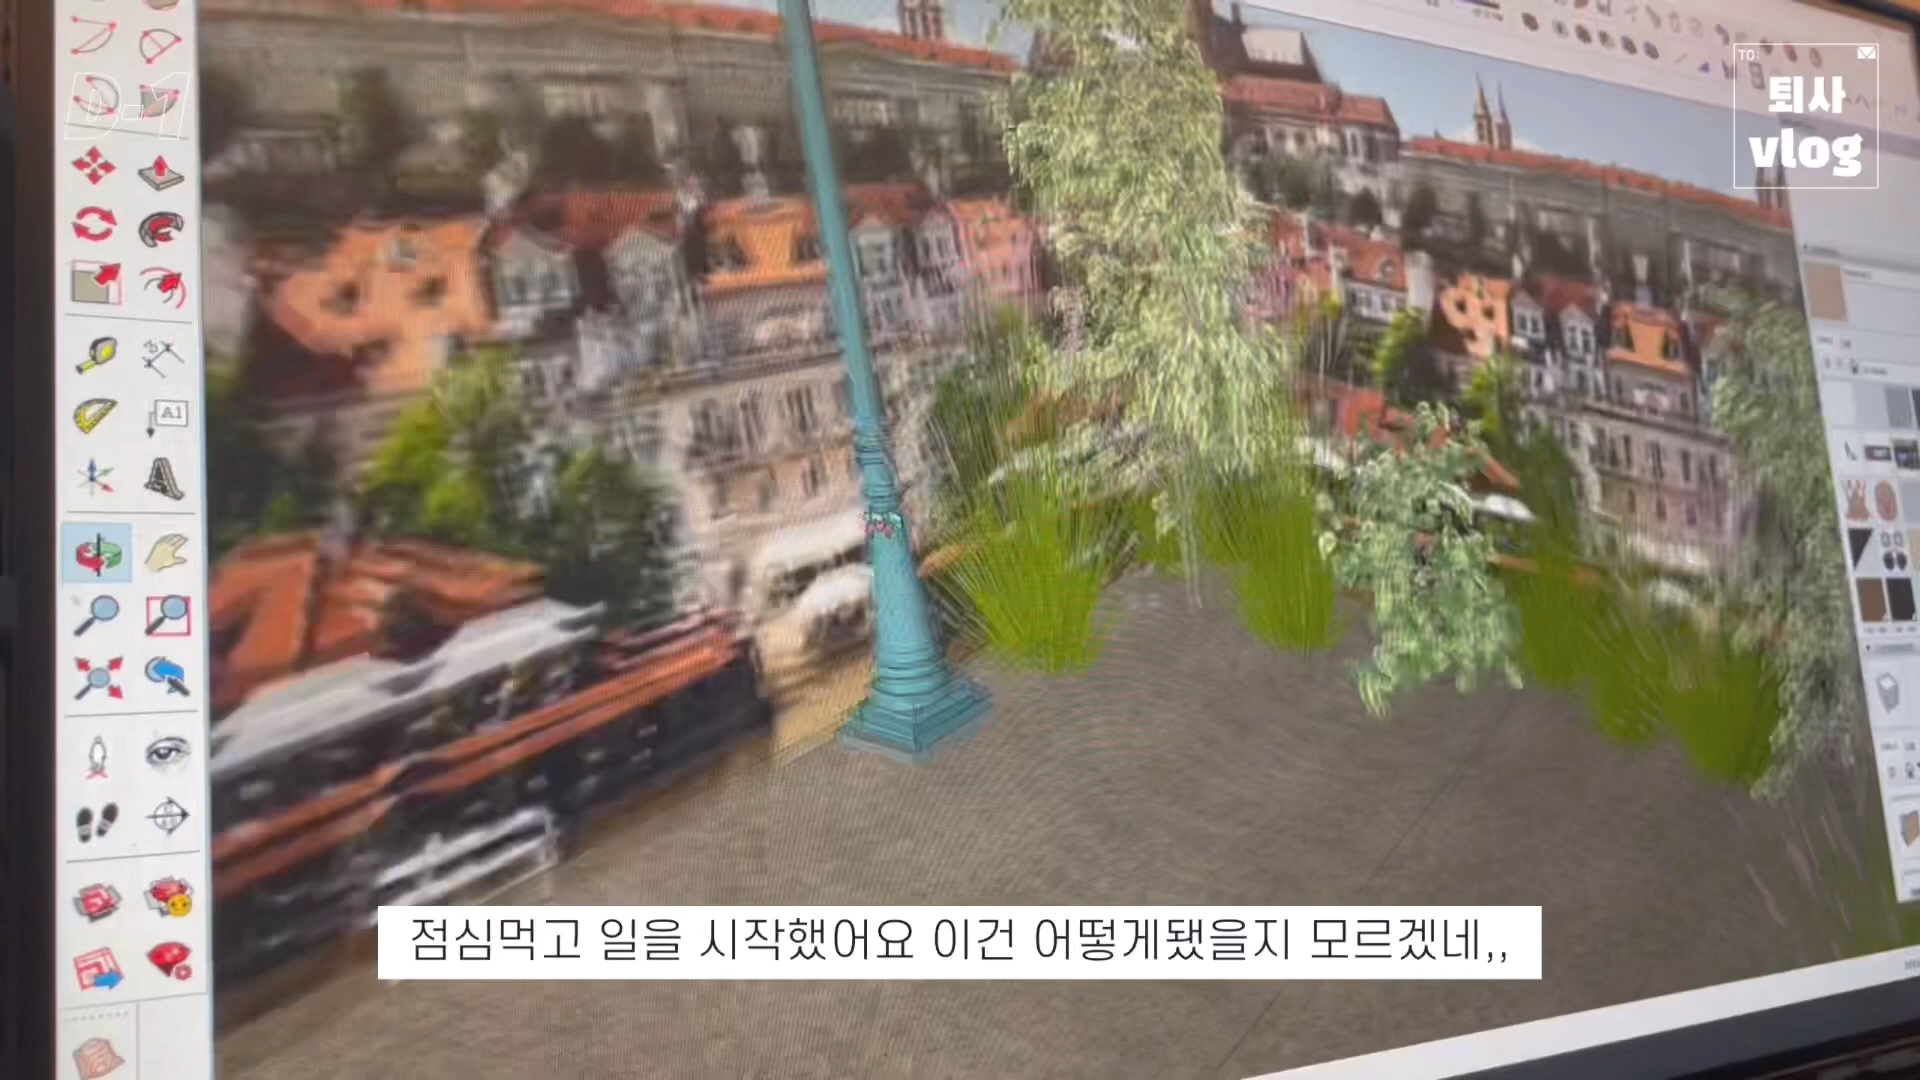 D-1
TO:
퇴사
vlog
A1
점심먹고 일을 시작했어요 이건 어떻게됐을지 모르겠네,,